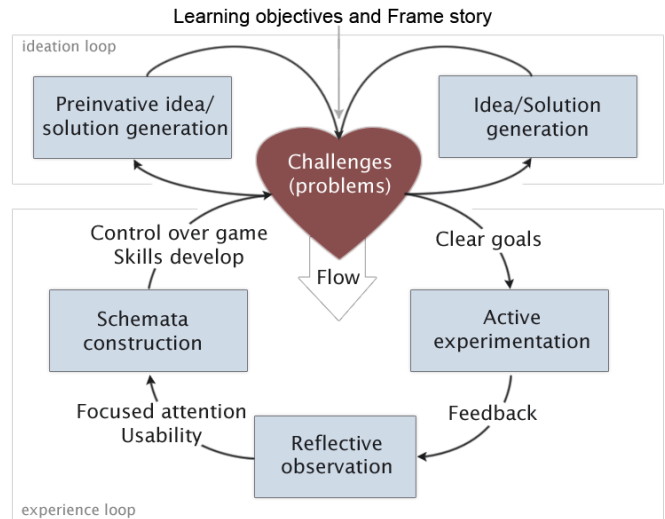 Learning objectives and Frame story
ideation loop
Preinvative idea/
solution generation
Idea/Solution
generation
Challenges
(problems)
Control over game
Skills develop
Clear goals
Flow
Schemata
construction
Active
experimentation
Focused attention
Usability
Feedback
Reflective
observation
experience loop